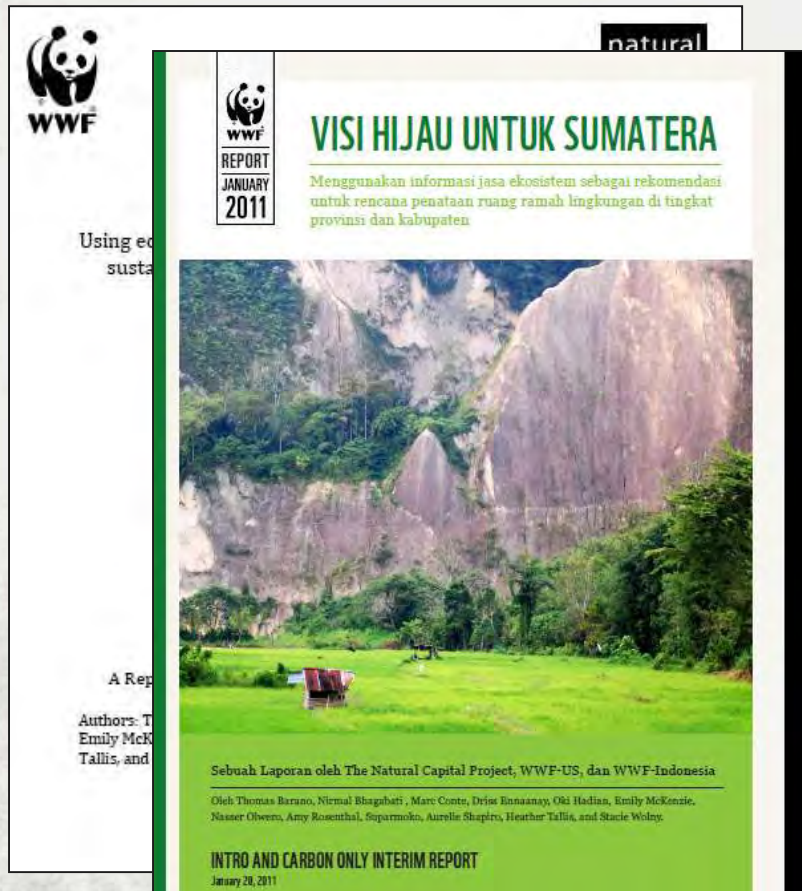 WWF
natural
Using
susta
A Rep
Authors: T
Emily McK
Tallis, and
WWF
REPORT
JANUARY
2011
VISI HIJAU UNTUK SUMATERA
Menggunakan informasi jasa ekosistem sebagai rekomendasi
untuk rencana penataan ruang ramah lingkungan di tingkat
provinsi dan kabupaten
Sebuah Laporan oleh The Natural Capital Project, WWF-US, dan WWF-Indonesia
Oleh Thomas Barano, Nirmal Bhagabati , Marc Conte, Driss Ennaanay, Oki Hadian, Emily McKenzie,
Nasser Olwero, Amy Rosenthal, Suparmoko, Aurelie Shapiro, Heather Tallis, and Stacie Wolny.
INTRO AND CARBON ONLY INTERIM REPORT
January 20, 2011